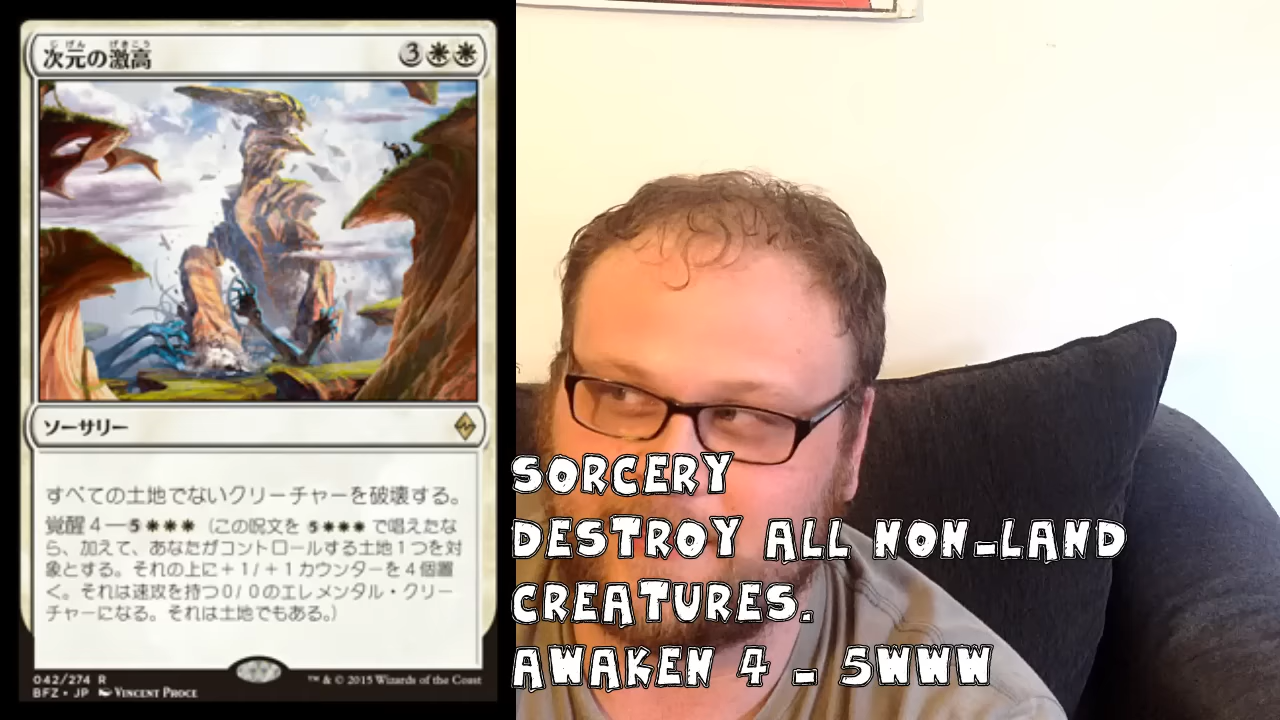 次元の激高 3
ソーサリー
すべての土地でないクリーチャーを破壊する。
覚醒4―5 (この呪文を 5 で唱えたな
ら、加えて、あなたがコントロールする土地1つを対
象とする。それの上に+1/+1カウンターを4個置
く。それは速攻を持つ0/0のエレメンタル・クリー
チャーになる。それは土地でもある。)
042/274 R
BFZ • JP Vincent Proce
™ & © 2015 Wizards of the Coast
SORCERY
DESTROY ALL NON-LAND
CREATURES.
AWAKEN 4 - 5WWW